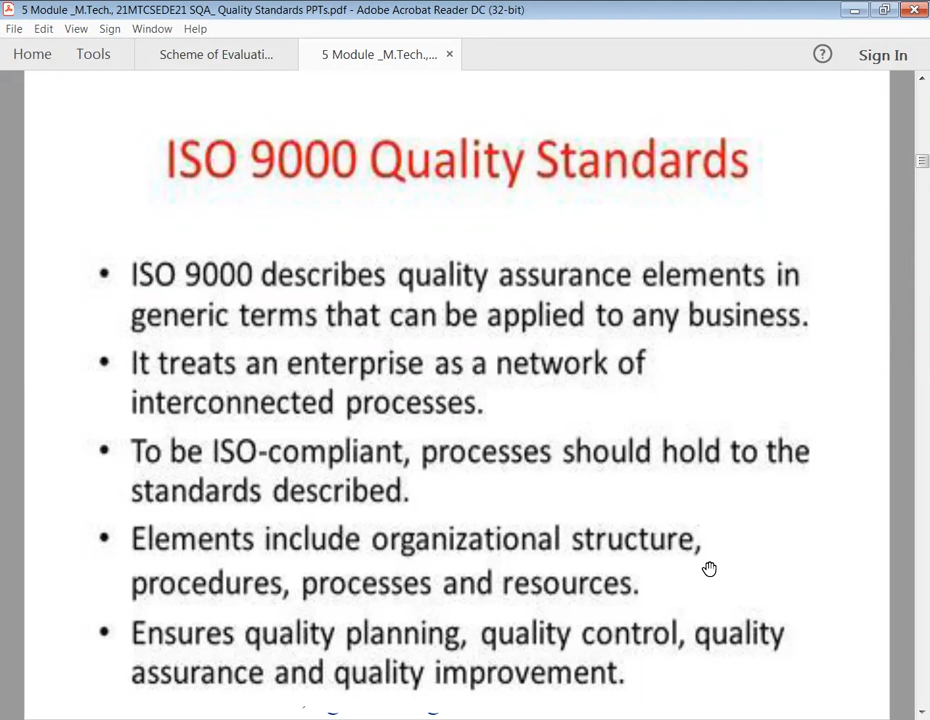 5 Module _M.Tech., 21MTCSEDE21 SQA_ Quality Standards PPTs.pdf - Adobe Acrobat Reader DC (32-bit)
File Edit View Sign Window Help
Home Tools Scheme of Evaluati... 5 Module _M.Tech.,... × ? Sign In
ISO 9000 Quality Standards
• ISO 9000 describes quality assurance elements in
generic terms that can be applied to any business.
• It treats an enterprise as a network of
interconnected processes.
• To be ISO-compliant, processes should hold to the
standards described.
• Elements include organizational structure,
procedures, processes and resources.
• Ensures quality planning, quality control, quality
assurance and quality improvement.